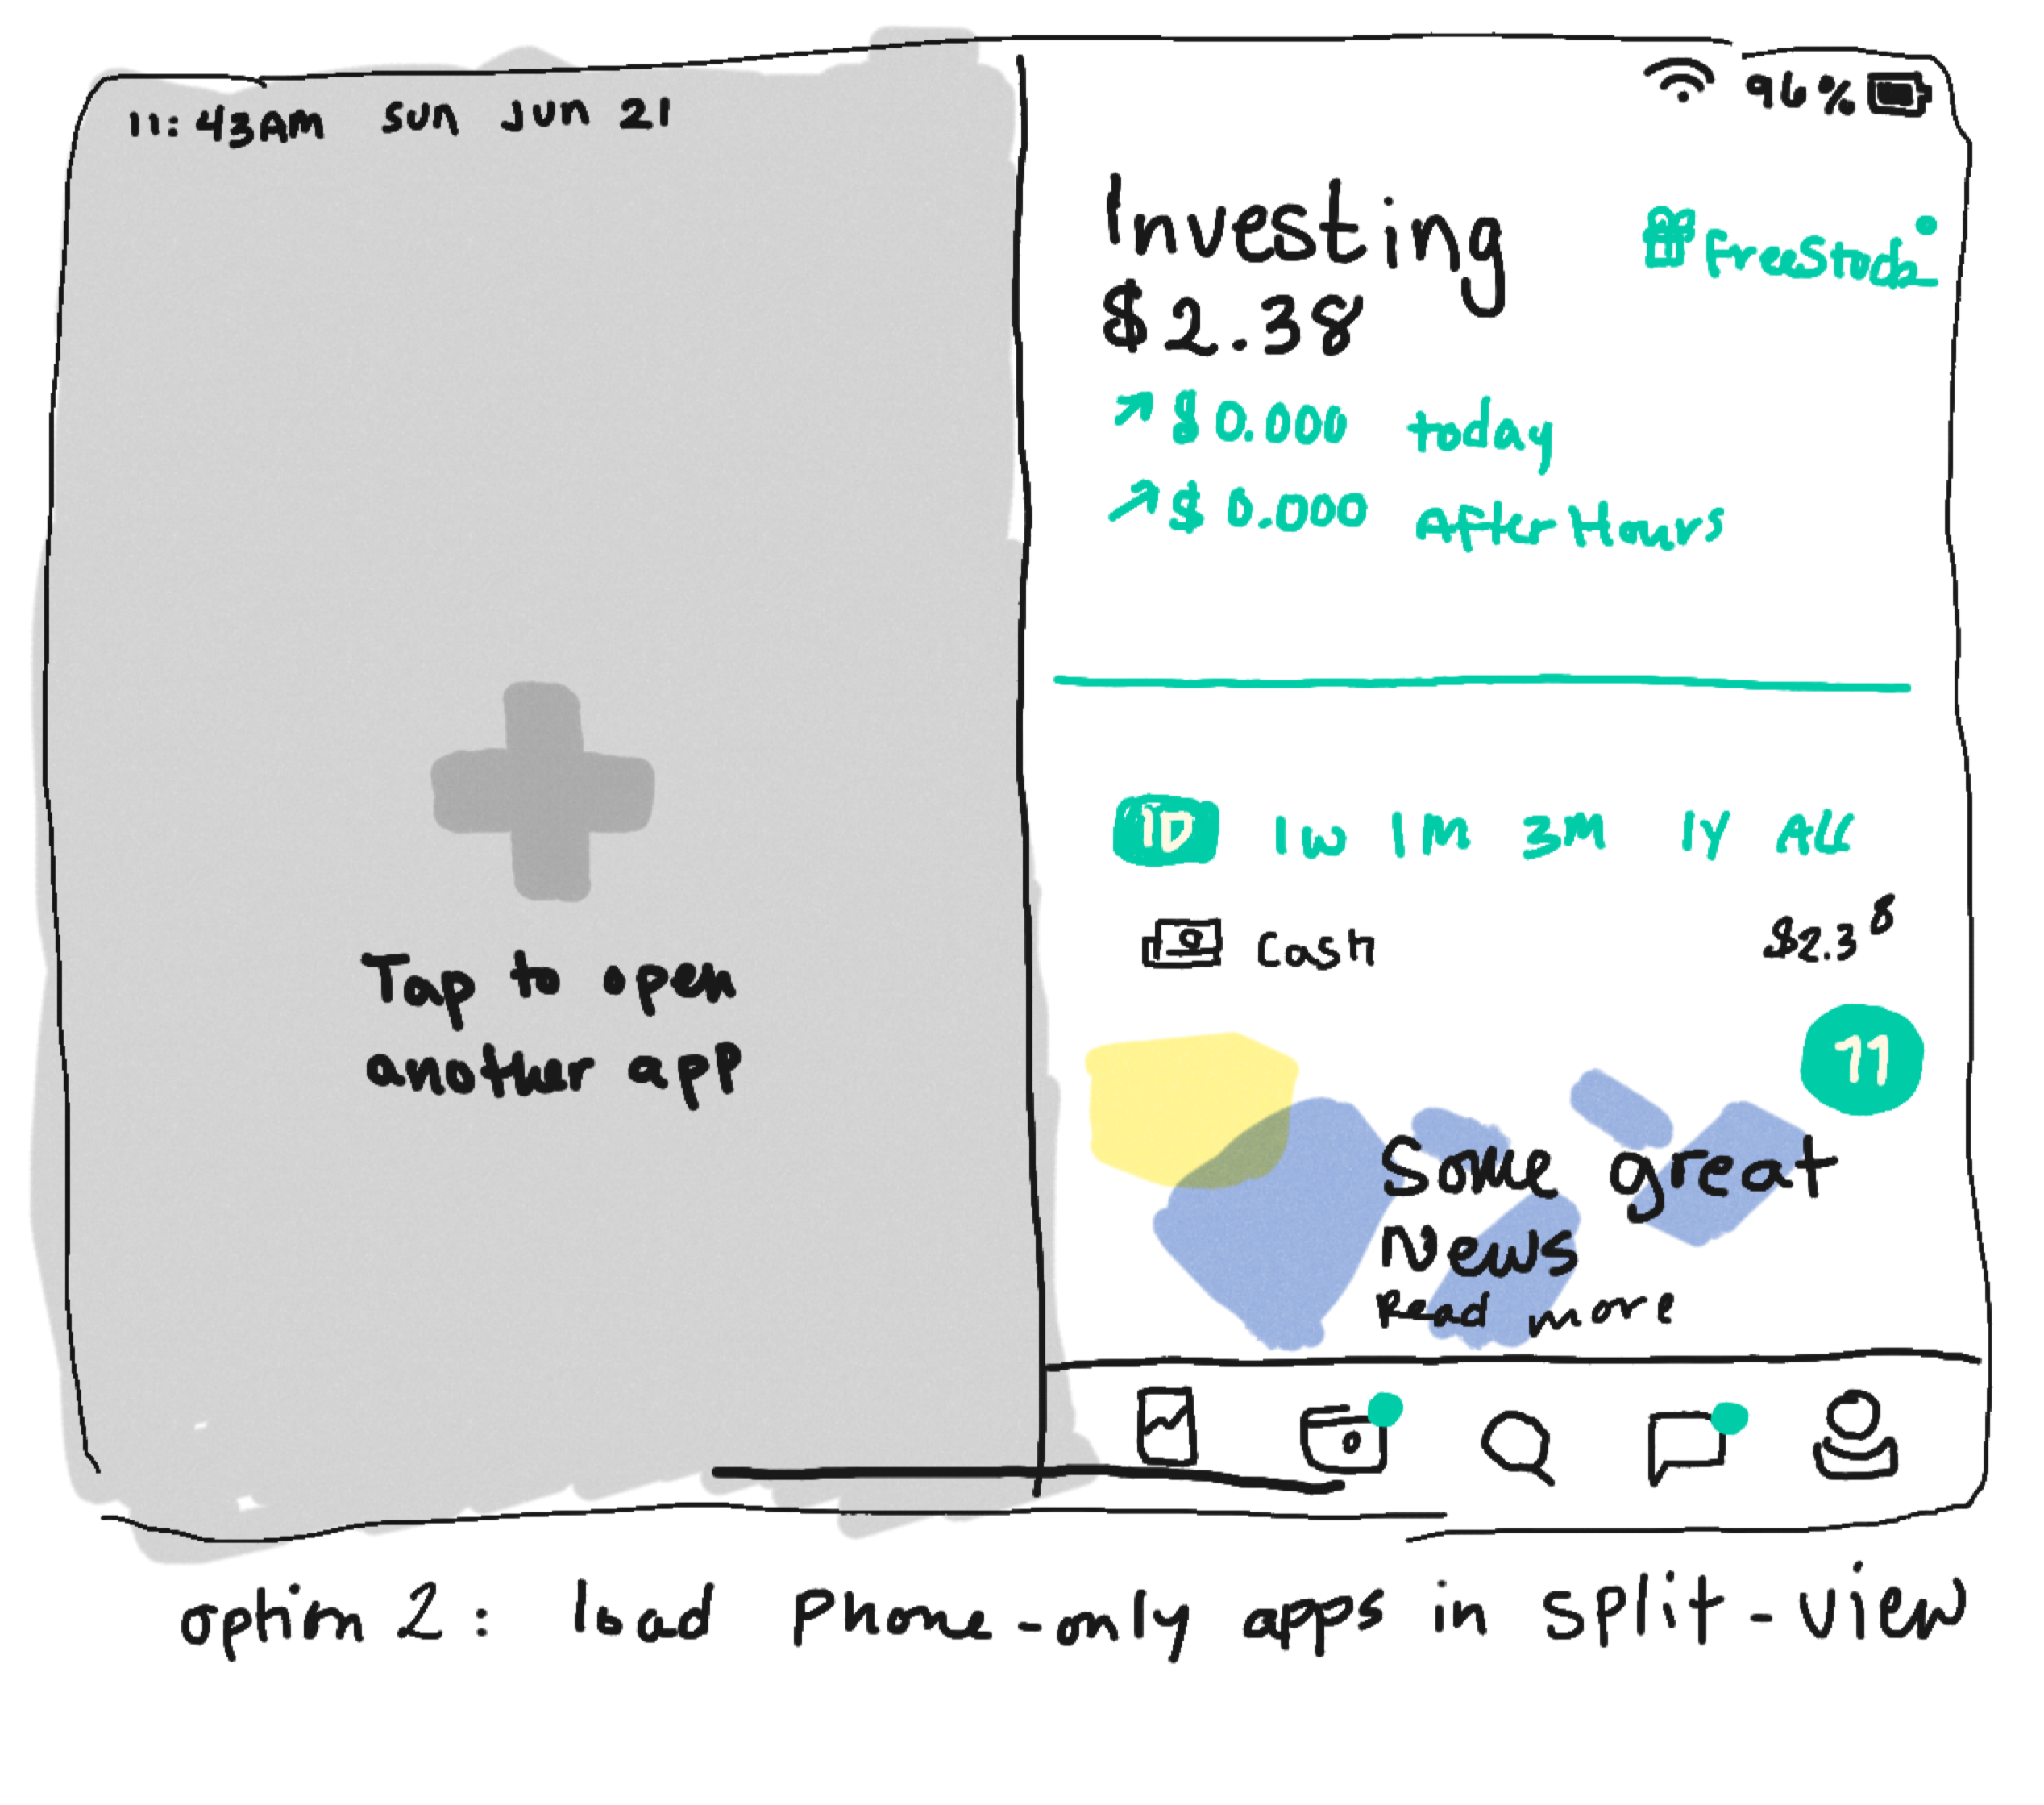 11:43AM Sun Jun 21
96%
Investing
Free Stock
$2.38
$0.000 today
$0.000 After Hours
1D 1W 1M 3M 1Y All
Cash $2.38
Tap to open
another app
11
Some great
News
Read more
option 2: load phone-only apps in split-view